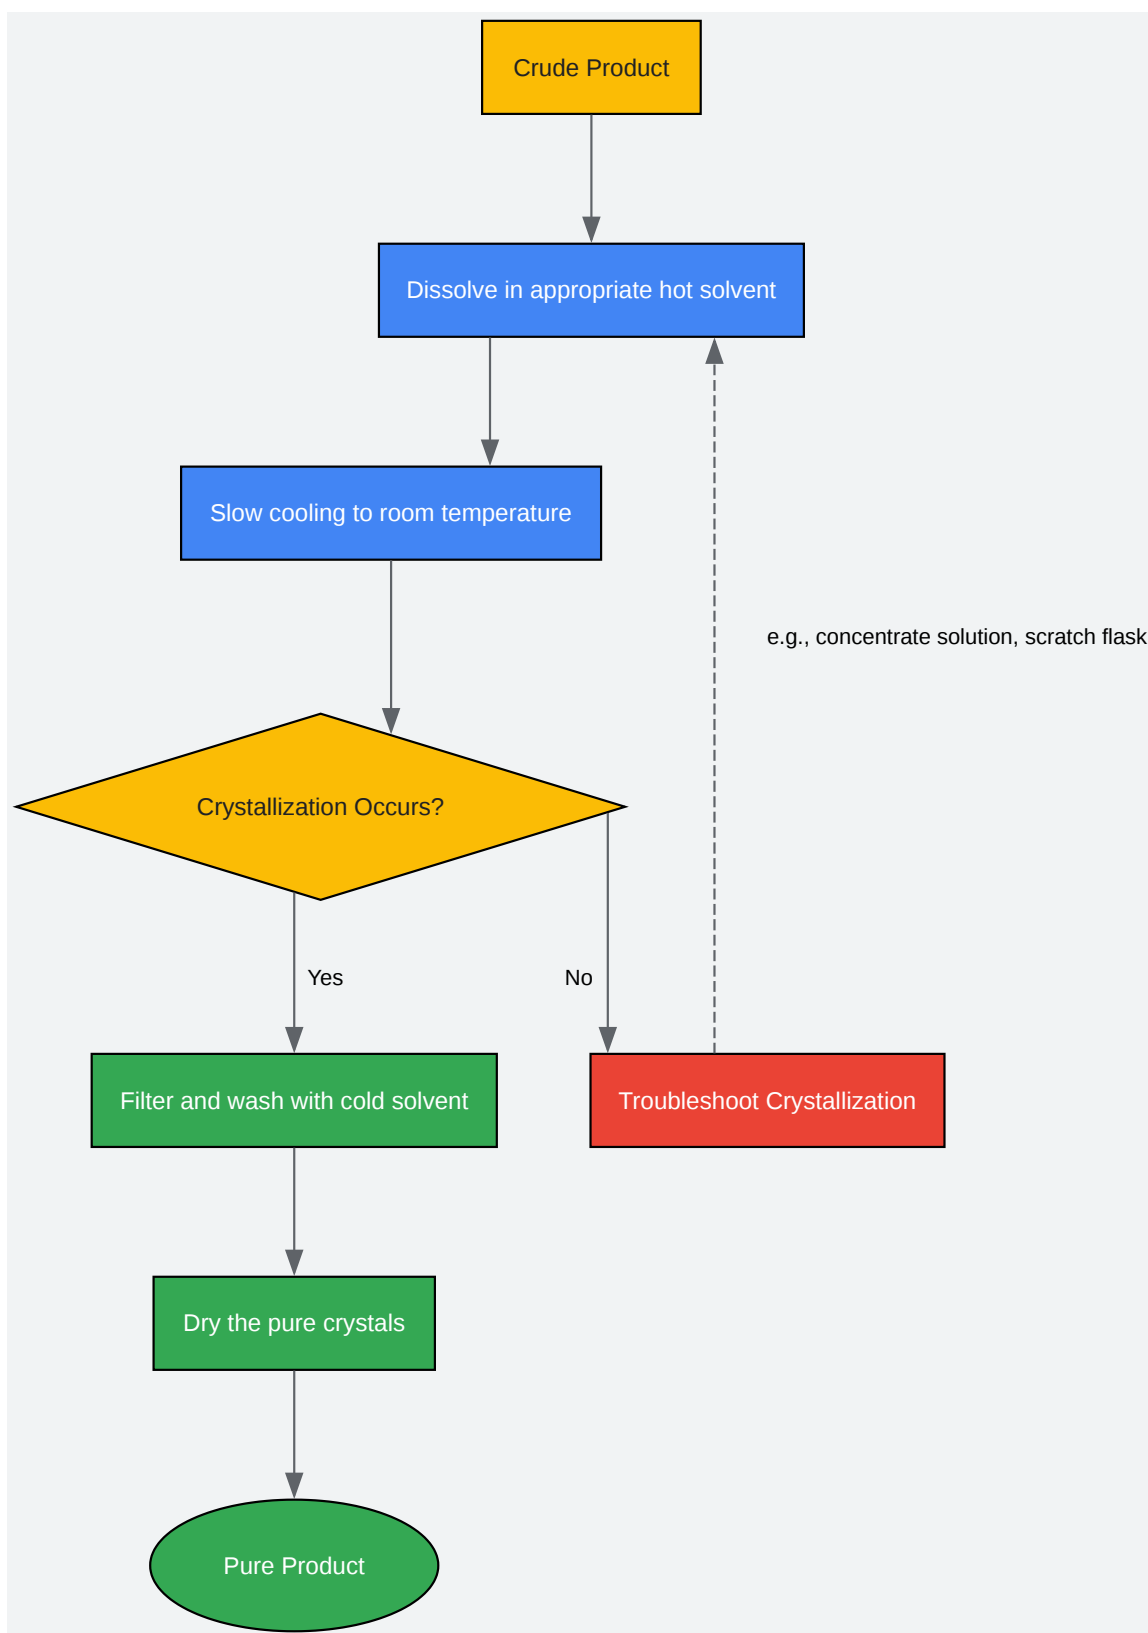 Crude Product
Dissolve in appropriate hot solvent
Slow cooling to room temperature
e.g., concentrate solution, scratch flask
Crystallization Occurs?
Yes
No
Filter and wash with cold solvent
Troubleshoot Crystallization
Dry the pure crystals
Pure Product